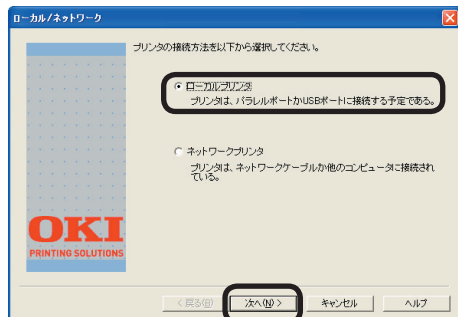 ローカル/ネットワーク
プリンタの接続方法を以下から選択してください。
ローカルプリンタ
プリンタは、パラレルポートかUSBポートに接続する予定である。
ネットワークプリンタ
プリンタは、ネットワークケーブルか他のコンピュータに接続され
ている。
OKI
PRINTING SOLUTIONS
< 戻る(B) 次へ(N) > キャンセル ヘルプ